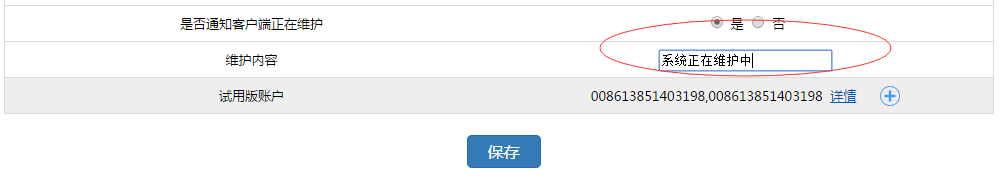 是否通知客户端正在维护 是 否
维护内容 系统正在维护中
试用版账户 008613851403198,008613851403198 详情
保存